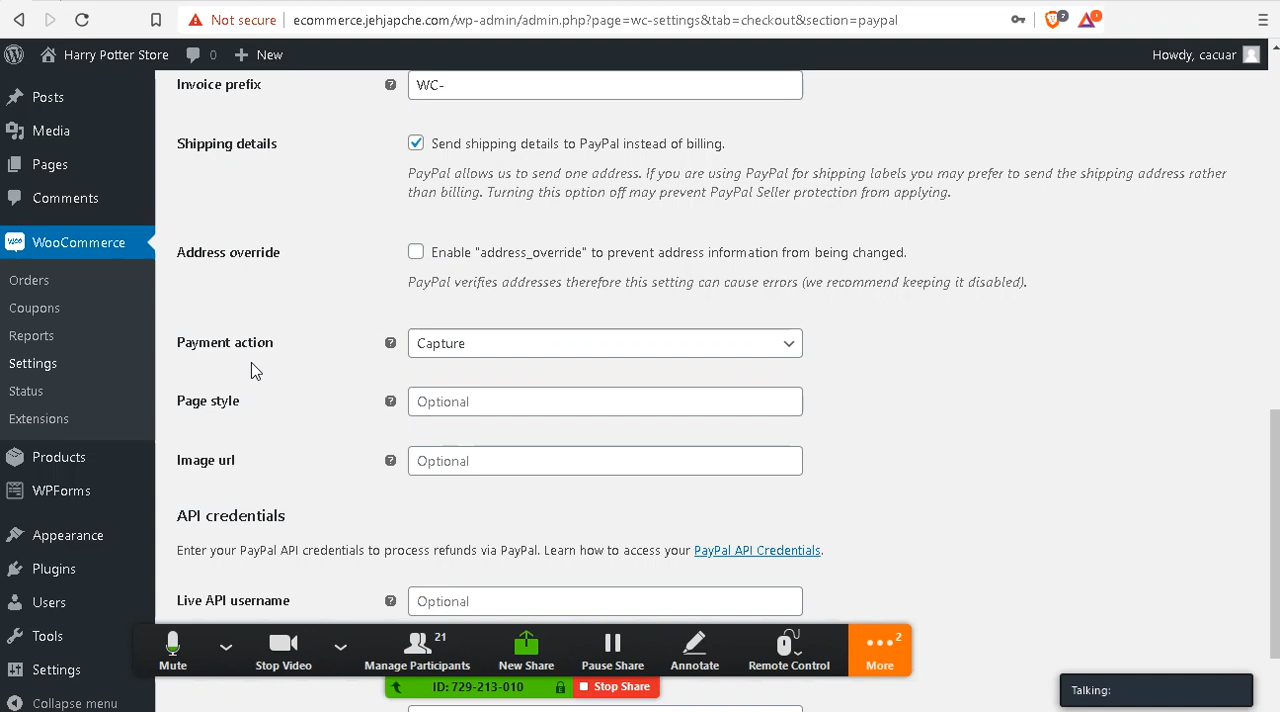 Not secure
ecommerce.jehjapche.com/wp-admin/admin.php?page=wc-settings&tab=checkout&section=paypal
2
1
Harry Potter Store
0
New
Howdy, cacuar
Posts
Media
Pages
Comments
WooCommerce
Orders
Coupons
Reports
Settings
Status
Extensions
Products
WPForms
Appearance
Plugins
Users
Tools
Settings
Collapse menu
Invoice prefix
WC-
Shipping details
Send shipping details to PayPal instead of billing.
PayPal allows us to send one address. If you are using PayPal for shipping labels you may prefer to send the shipping address rather
than billing. Turning this option off may prevent PayPal Seller protection from applying.
Address override
Enable "address_override" to prevent address information from being changed.
PayPal verifies addresses therefore this setting can cause errors (we recommend keeping it disabled).
Payment action
Capture
Page style
Optional
Image url
Optional
API credentials
Enter your PayPal API credentials to process refunds via PayPal. Learn how to access your PayPal API Credentials.
Live API username
Optional
Mute
Stop Video
21
Manage Participants
New Share
Pause Share
Annotate
Remote Control
2
More
ID: 729-213-010
Stop Share
Talking: